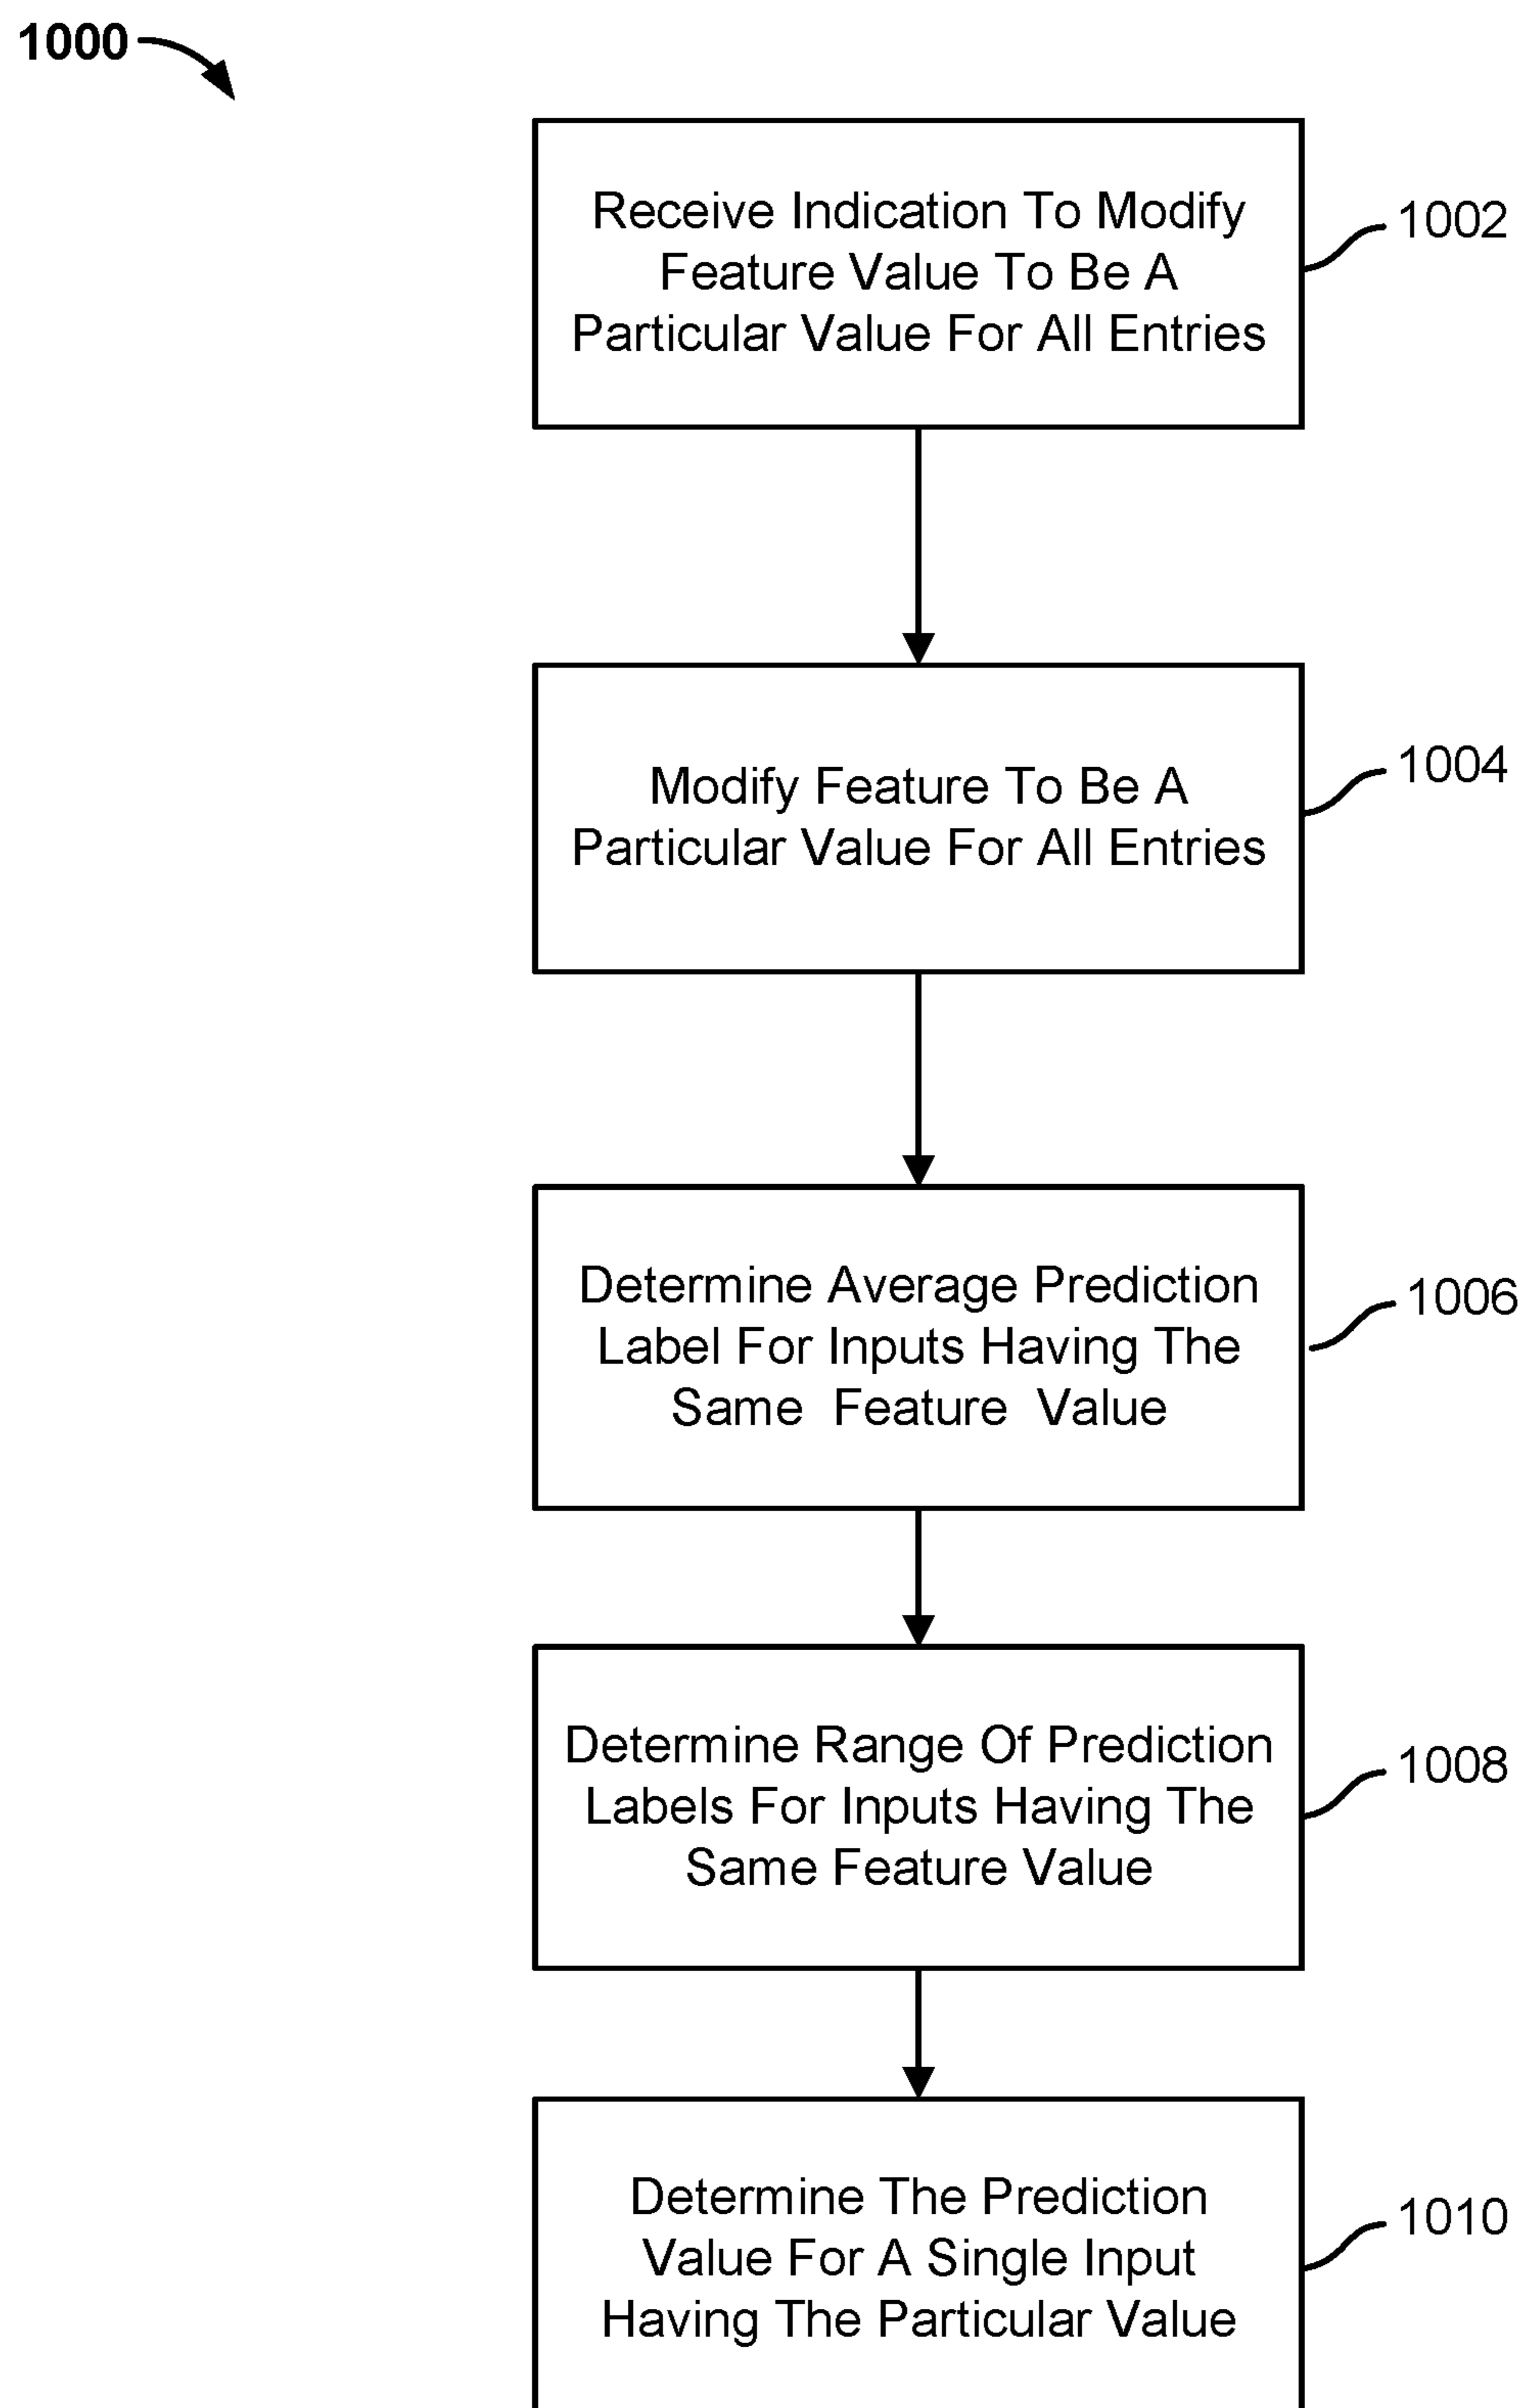 1000
Receive Indication To Modify
Feature Value To Be A
Particular Value For All Entries
1002
Modify Feature To Be A
Particular Value For All Entries
1004
Determine Average Prediction
Label For Inputs Having The
Same Feature Value
1006
Determine Range Of Prediction
Labels For Inputs Having The
Same Feature Value
1008
Determine The Prediction
Value For A Single Input
Having The Particular Value
1010